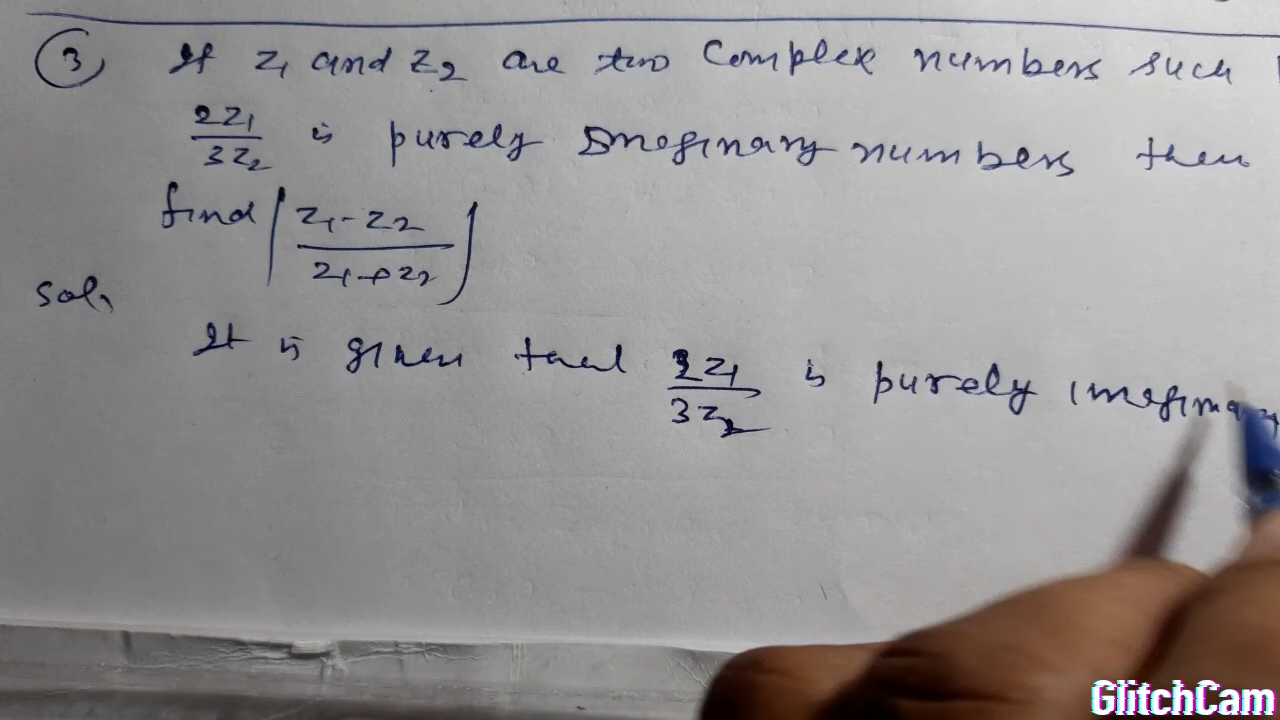 3 If z₁ and z₂ are two complex numbers such
2z₁/3z₂ is purely Imaginary numbers then
find |z₁-z₂/z₁+z₂|
Sol,
It is given that 2z₁/3z₂ is purely imaginary
GlitchCam